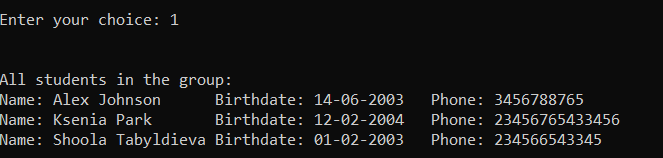 Enter your choice: 1
All students in the group:
Name: Alex Johnson Birthdate: 14-06-2003 Phone: 3456788765
Name: Ksenia Park Birthdate: 12-02-2004 Phone: 23456765433456
Name: Shoola Tabyldieva Birthdate: 01-02-2003 Phone: 234566543345